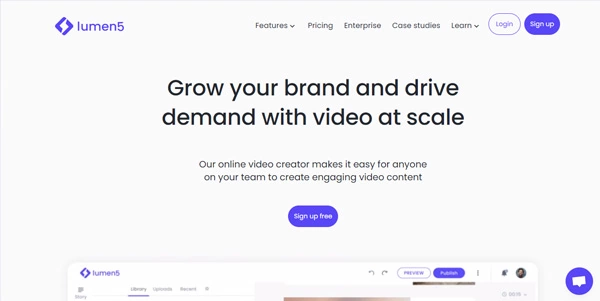 lumen5
Features Pricing Enterprise Case studies Learn Login Sign up
Grow your brand and drive
demand with video at scale
Our online video creator makes it easy for anyone
on your team to create engaging video content
Sign up free
lumen5 PREVIEW Publish
Story Library Uploads Recent